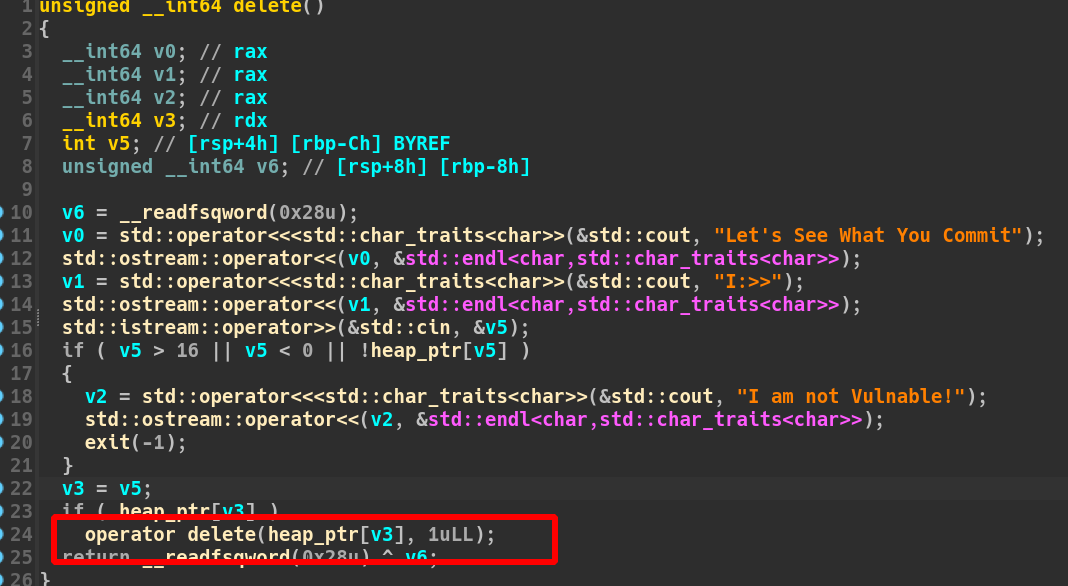 1 unsigned __int64 delete()
2 {
3 __int64 v0; // rax
4 __int64 v1; // rax
5 __int64 v2; // rax
6 __int64 v3; // rdx
7 int v5; // [rsp+4h] [rbp-Ch] BYREF
8 unsigned __int64 v6; // [rsp+8h] [rbp-8h]
9
10 v6 = __readfsqword(0x28u);
11 v0 = std::operator<<<std::char_traits<char>>(&std::cout, "Let's See What You Commit");
12 std::ostream::operator<<(v0, &std::endl<char,std::char_traits<char>>);
13 v1 = std::operator<<<std::char_traits<char>>(&std::cout, "I:>>");
14 std::ostream::operator<<(v1, &std::endl<char,std::char_traits<char>>);
15 std::istream::operator>>(&std::cin, &v5);
16 if ( v5 > 16 || v5 < 0 || !heap_ptr[v5] )
17 {
18 v2 = std::operator<<<std::char_traits<char>>(&std::cout, "I am not Vulnable!");
19 std::ostream::operator<<(v2, &std::endl<char,std::char_traits<char>>);
20 exit(-1);
21 }
22 v3 = v5;
23 if ( heap_ptr[v3] )
24 operator delete(heap_ptr[v3], 1uLL);
25 return __readfsqword(0x28u) ^ v6;
26 }